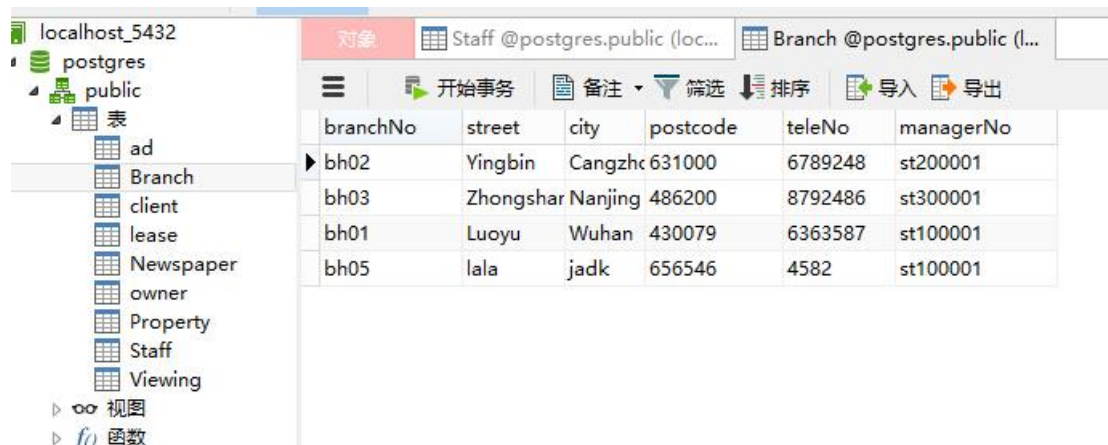 localhost_5432
postgres
public
表
ad
Branch
client
lease
Newspaper
owner
Property
Staff
Viewing
视图
函数
对象 Staff @postgres.public (loc... Branch @postgres.public (l...
开始事务 备注 筛选 排序 导入 导出
branchNo street city postcode teleNo managerNo
bh02 Yingbin Cangzhc 631000 6789248 st200001
bh03 Zhongshar Nanjing 486200 8792486 st300001
bh01 Luoyu Wuhan 430079 6363587 st100001
bh05 lala jadk 656546 4582 st100001